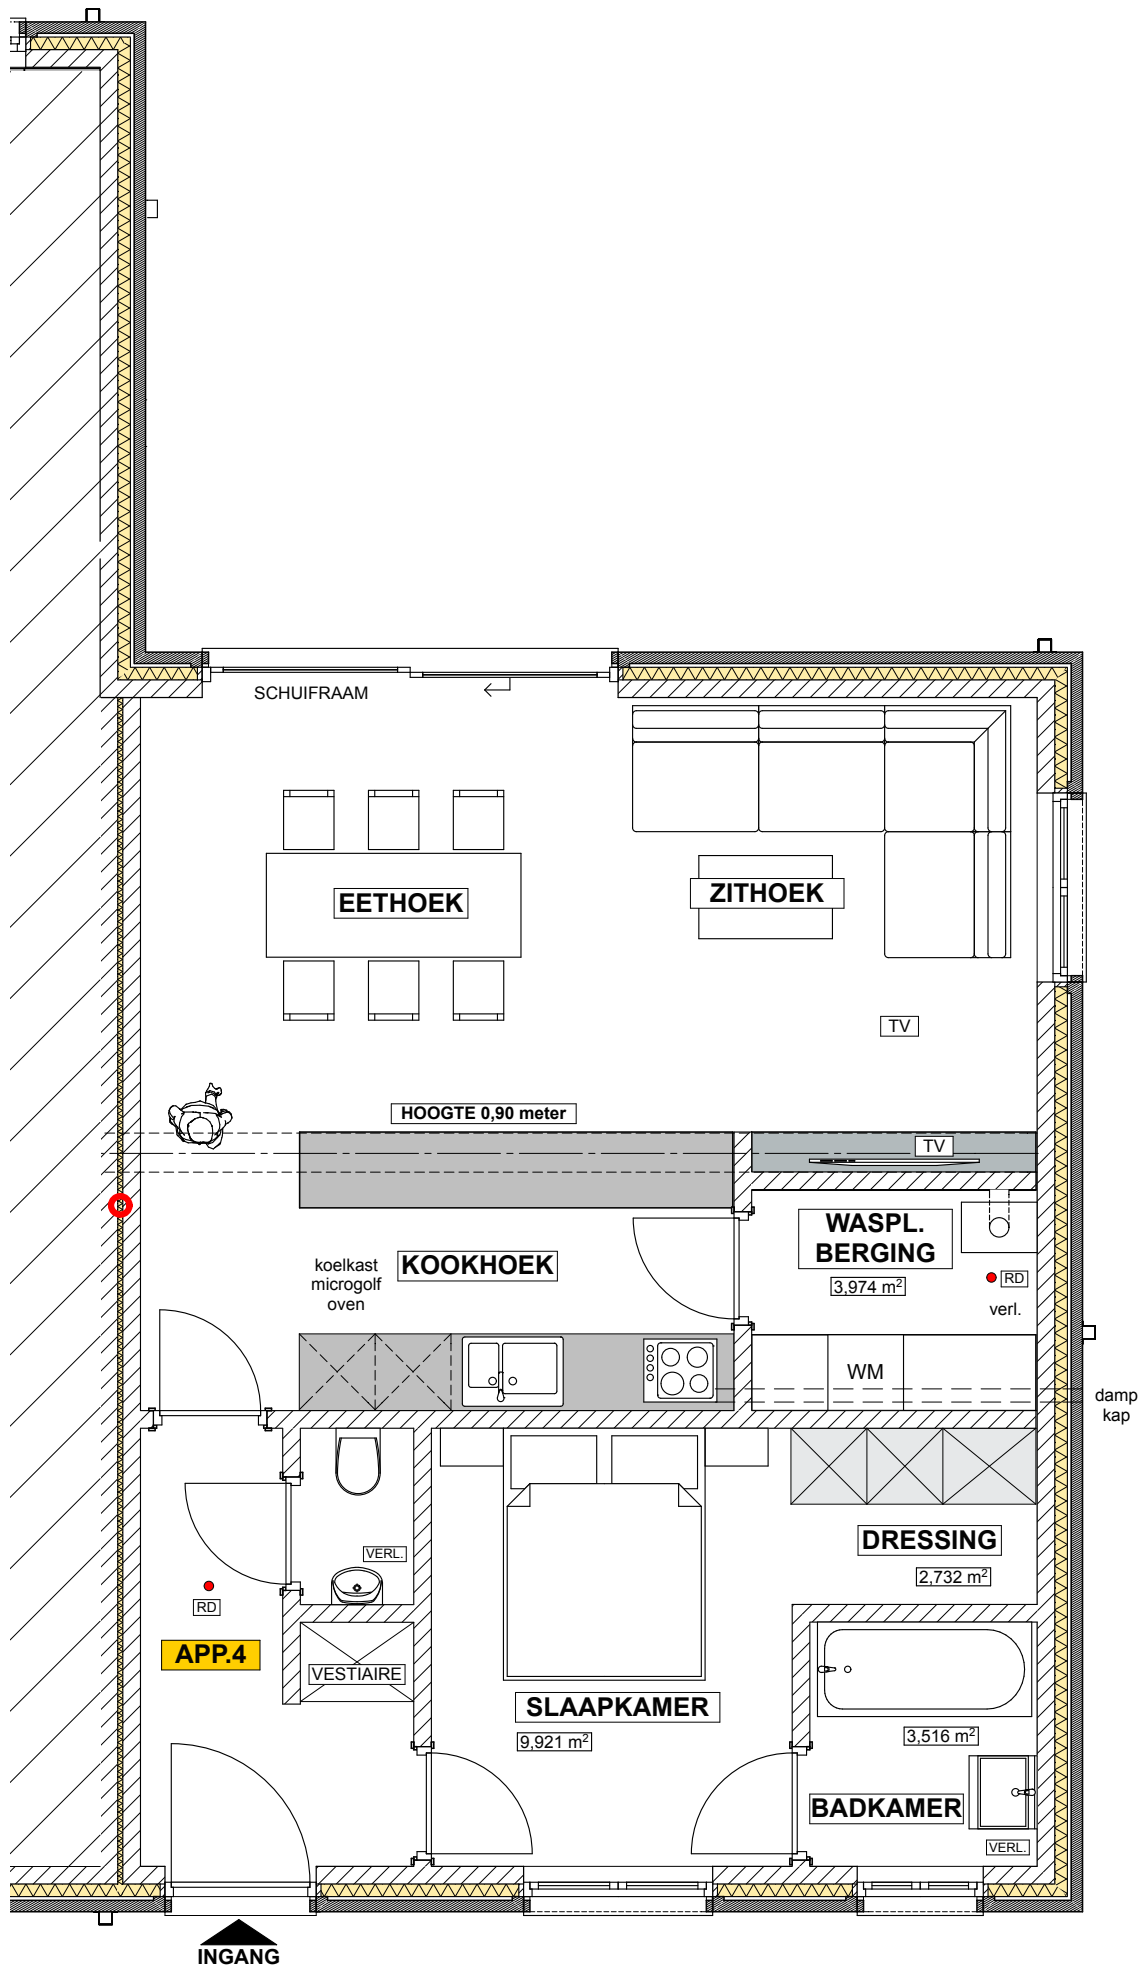 SCHUIFRAAM
EETHOEK
ZITHOEK
TV
HOOGTE 0,90 meter
TV
WASPL.
BERGING
3,974 m²
RD
verl.
KOOKHOEK
koelkast
microgolf
oven
WM
damp
kap
DRESSING
2,732 m²
VERL.
RD
APP.4
VESTIAIRE
SLAAPKAMER
9,921 m²
3,516 m²
BADKAMER
VERL.
INGANG